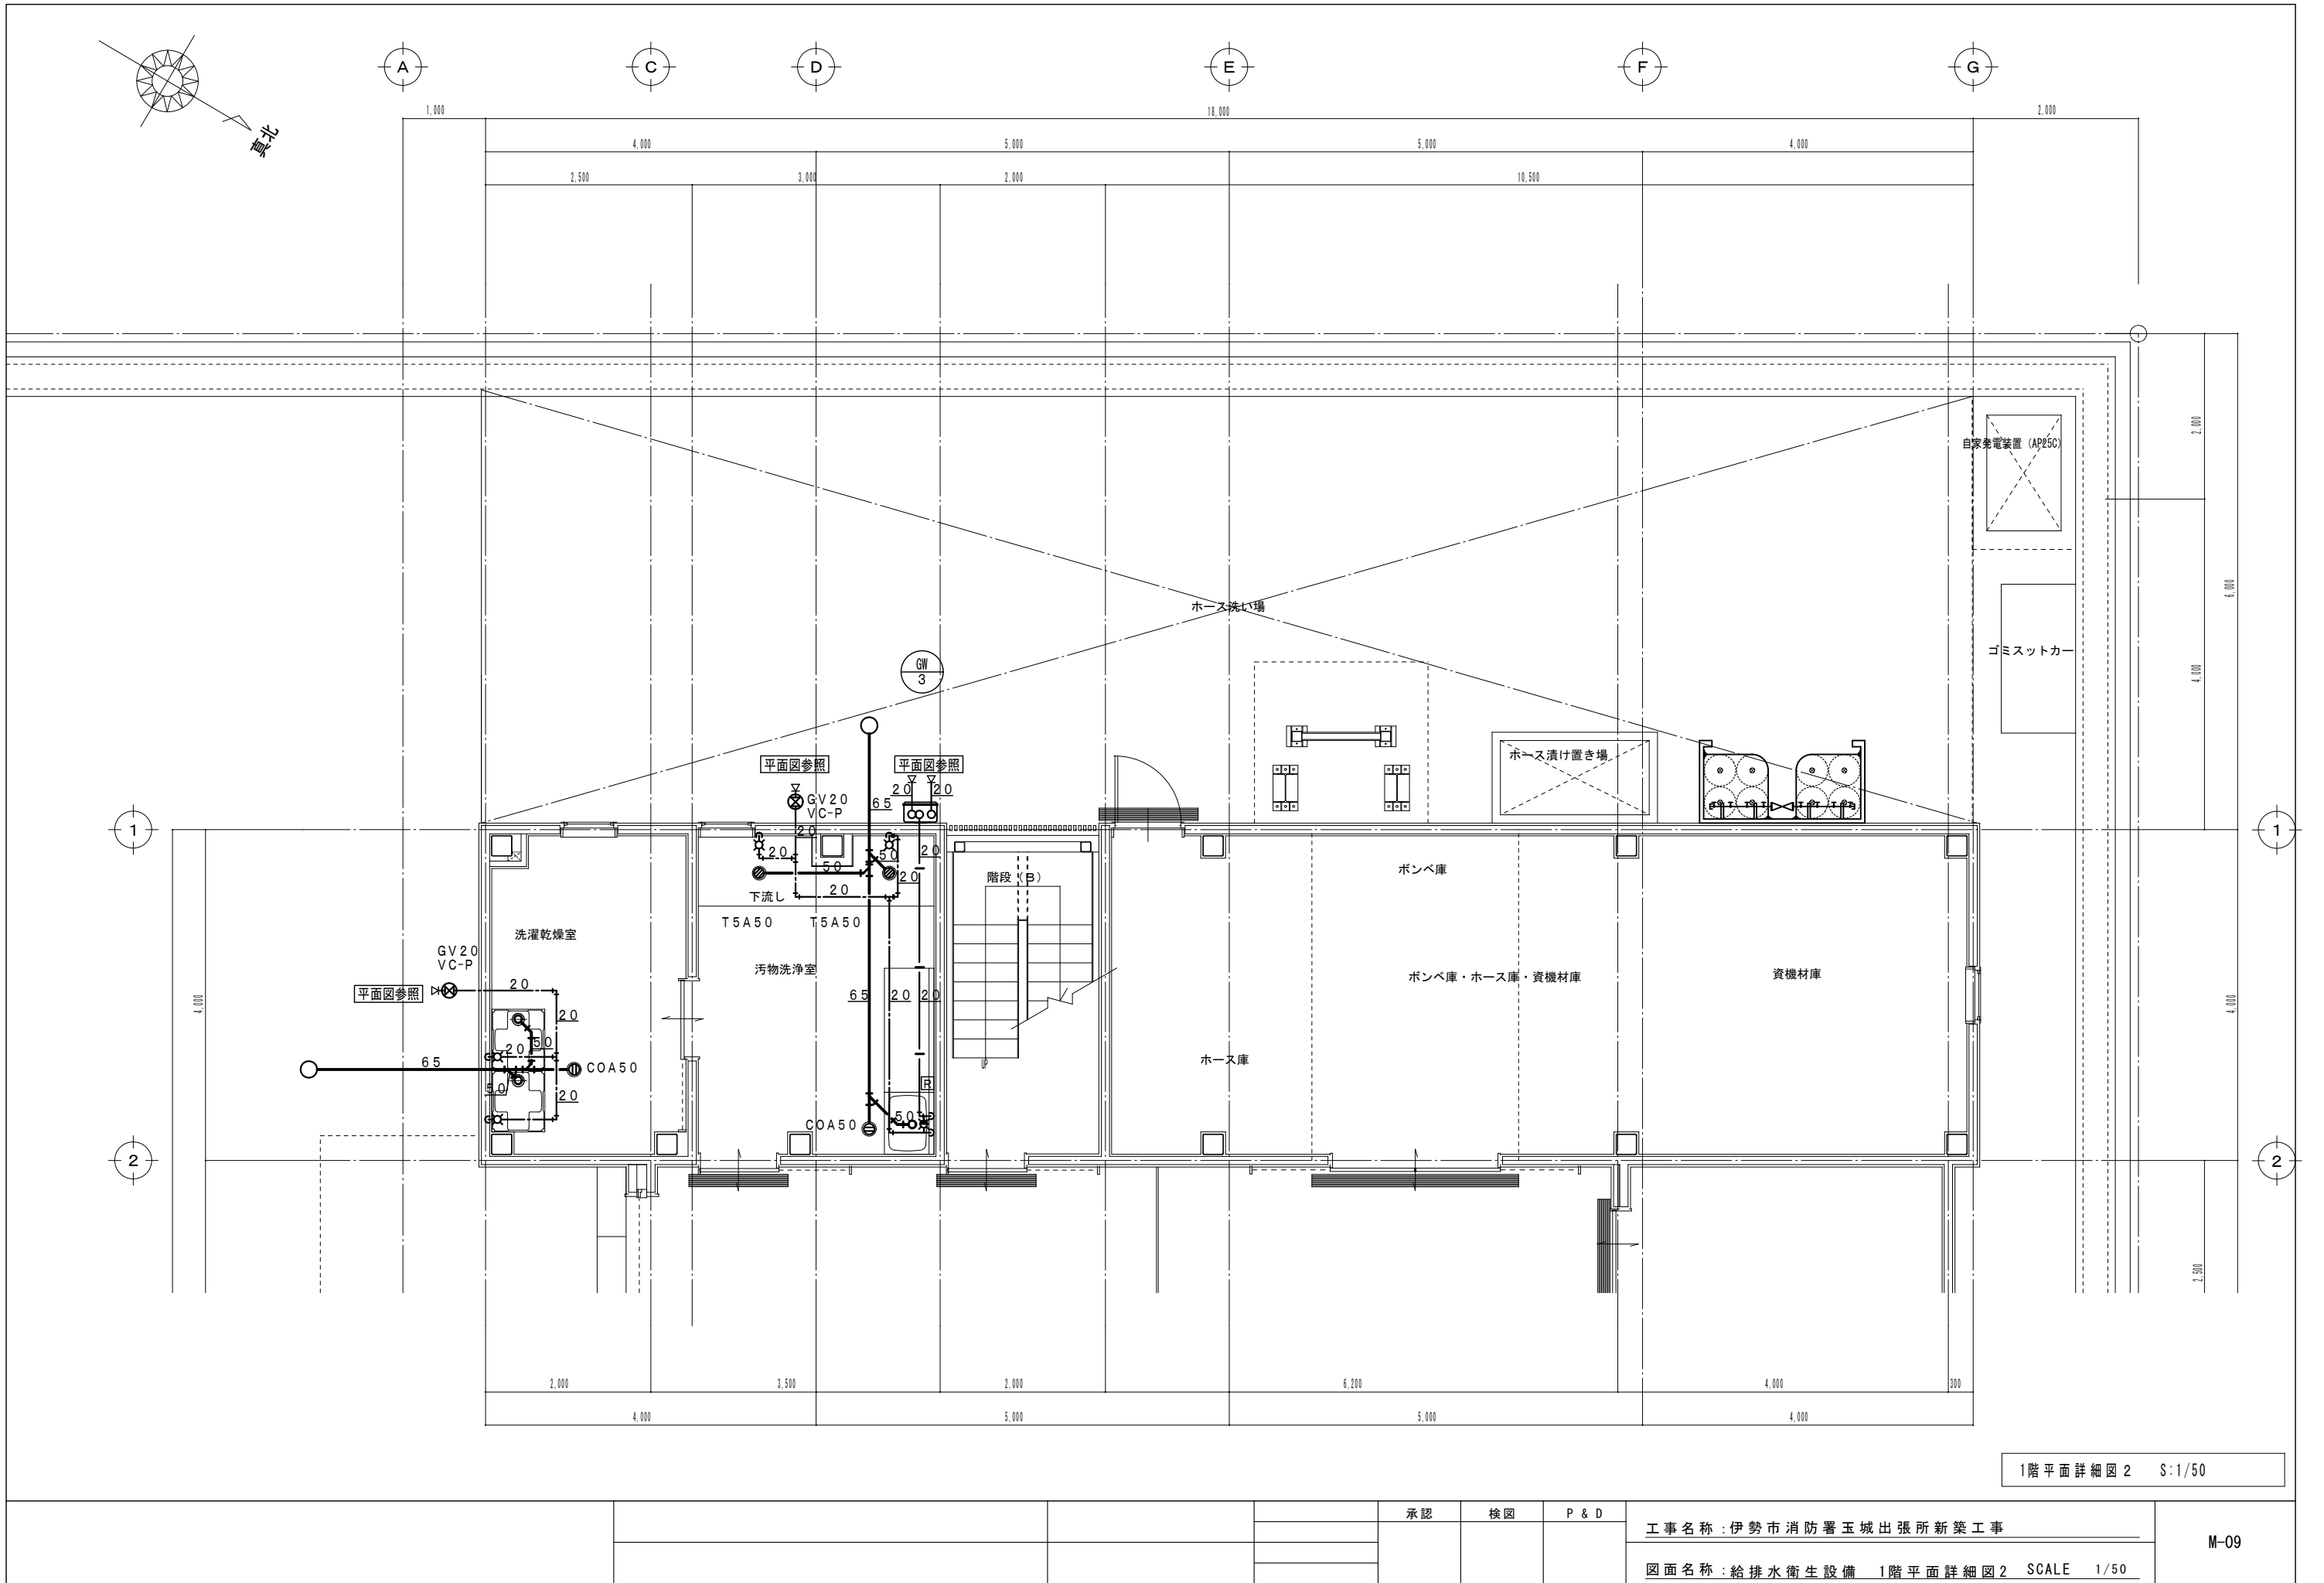 真北
A
C
D
E
F
G
1,000
18,000
2,000
4,000
5,000
5,000
4,000
2,500
3,000
2,000
10,500
2,000
6,000
4,000
自家発電装置 (AP25C)
ゴミスットカー
ホース洗い場
GW
3
平面図参照
平面図参照
GV20
VC-P
65
20
20
ホース漬け置き場
1
1
20
20
50
20
50
20
20
下流し
T5A50
T5A50
階段(B)
ボンベ庫
洗濯乾燥室
汚物洗浄室
ボンベ庫・ホース庫・資機材庫
資機材庫
GV20
VC-P
平面図参照
20
20
65
20
20
4,000
4,000
20
50
65
COA50
50
20
ホース庫
UP
R
COA50
50
2
2
2,500
2,000
3,500
2,000
6,200
4,000
300
4,000
5,000
5,000
4,000
1階平面詳細図2 S:1/50
承認
検図
P & D
工事名称:伊勢市消防署玉城出張所新築工事
M-09
図面名称:給排水衛生設備 1階平面詳細図2 SCALE 1/50